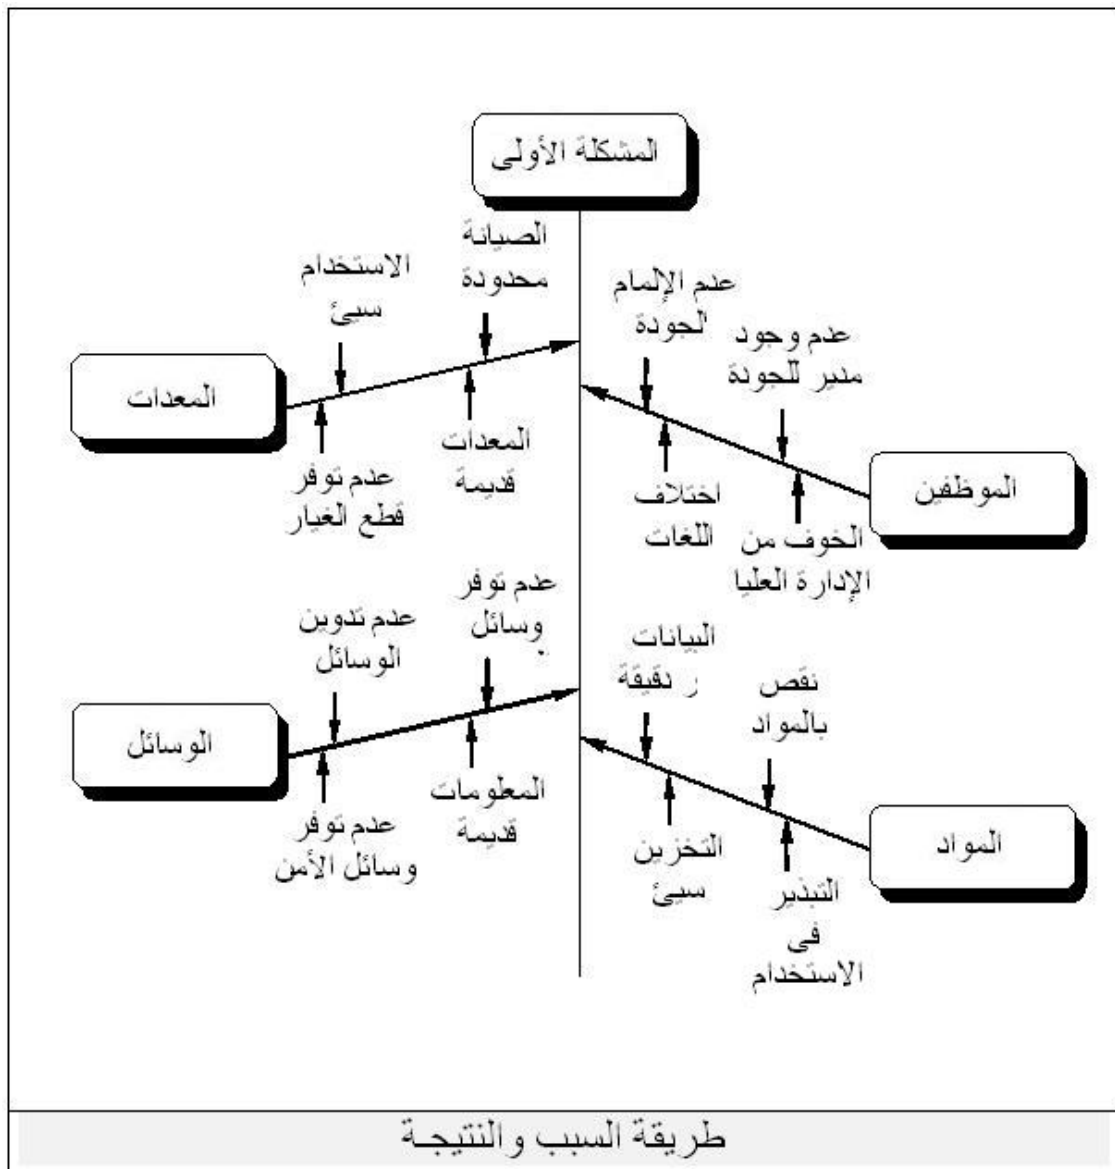 المشكلة الأولى
الصيانة
محدودة
الاستخدام
سيئ
المعدات
عدم توفر
قطع الغيار
المعدات
قديمة
عدم الإلمام
لجودة
عدم وجود
مدير للجودة
الموظفين
اختلاف
اللغات
الخوف من
الإدارة العليا
عدم توفر
وسائل
عدم تدوين
الوسائل
الوسائل
عدم توفر
وسائل الأمن
المعلومات
قديمة
البيانات
ر دقيقة
نقص
بالمواد
المواد
التخزين
سيئ
التبذير
فى
الاستخدام
طريقة السبب والنتيجة